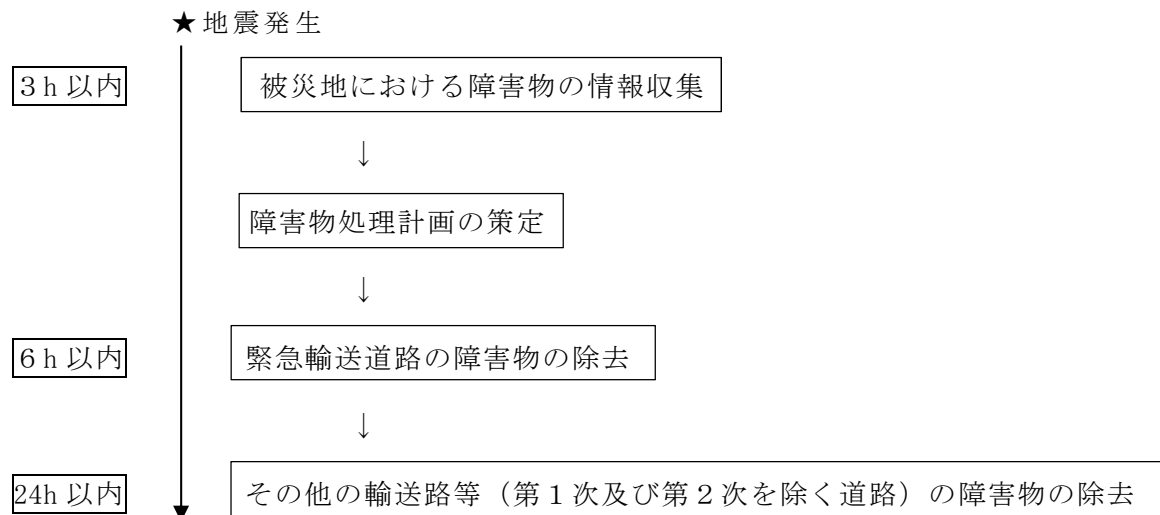 ★地震発生
３ｈ以内
被災地における障害物の情報収集
↓
障害物処理計画の策定
↓
６ｈ以内
緊急輸送道路の障害物の除去
↓
24h以内
その他の輸送路等（第１次及び第２次を除く道路）の障害物の除去